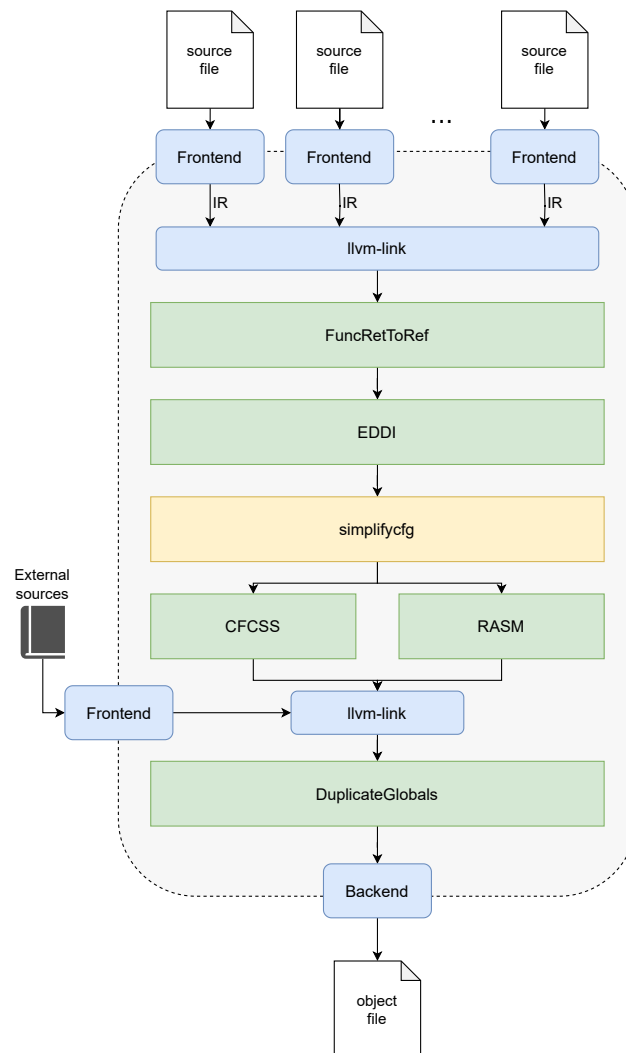 source
file
source
file
source
file
...
Frontend
Frontend
Frontend
IR
.IR
.IR
llvm-link
FuncRetToRef
EDDI
simplifycfg
External
sources
CFCSS
RASM
Frontend
llvm-link
DuplicateGlobals
Backend
object
file